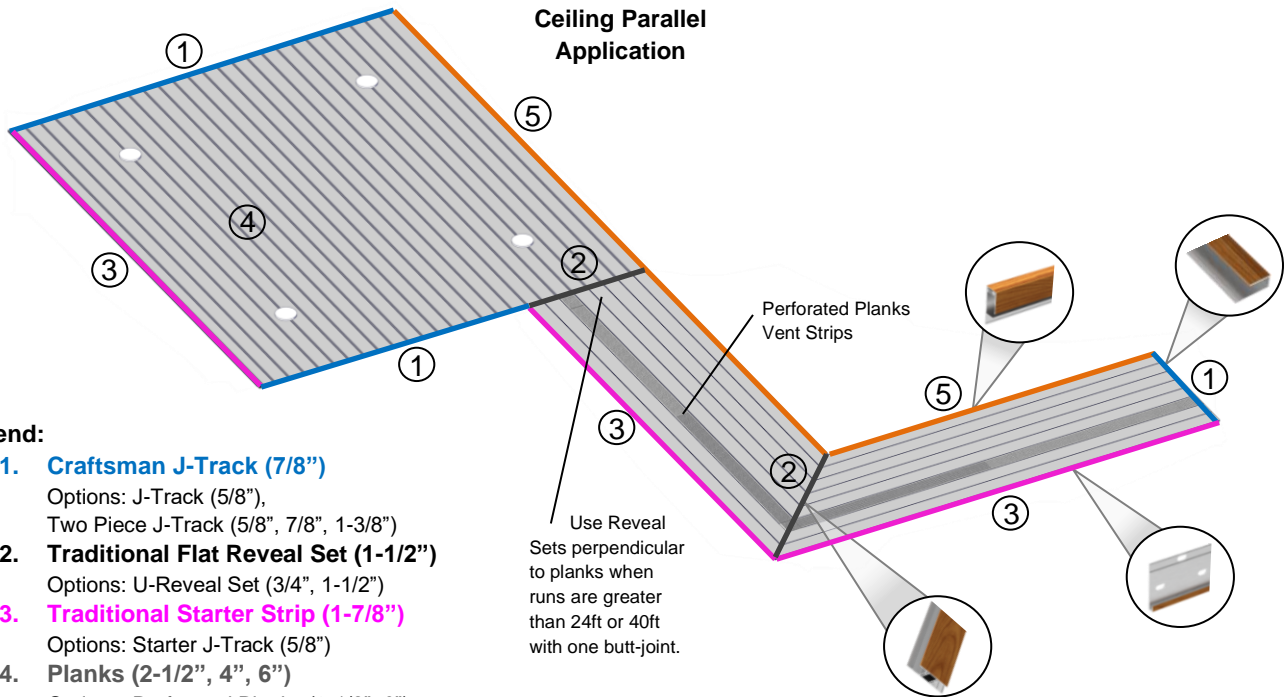 Ceiling Parallel
Application
1
5
4
3
2
1
Perforated Planks
Vent Strips
5
1
3
2
3
Use Reveal
Sets perpendicular
to planks when
runs are greater
than 24ft or 40ft
with one butt-joint.
end:
1. Craftsman J-Track (7/8”)
Options: J-Track (5/8”),
Two Piece J-Track (5/8”, 7/8”, 1-3/8”)
2. Traditional Flat Reveal Set (1-1/2”)
Options: U-Reveal Set (3/4”, 1-1/2”)
3. Traditional Starter Strip (1-7/8”)
Options: Starter J-Track (5/8”)
4. Planks (2-1/2”, 4”, 6”)